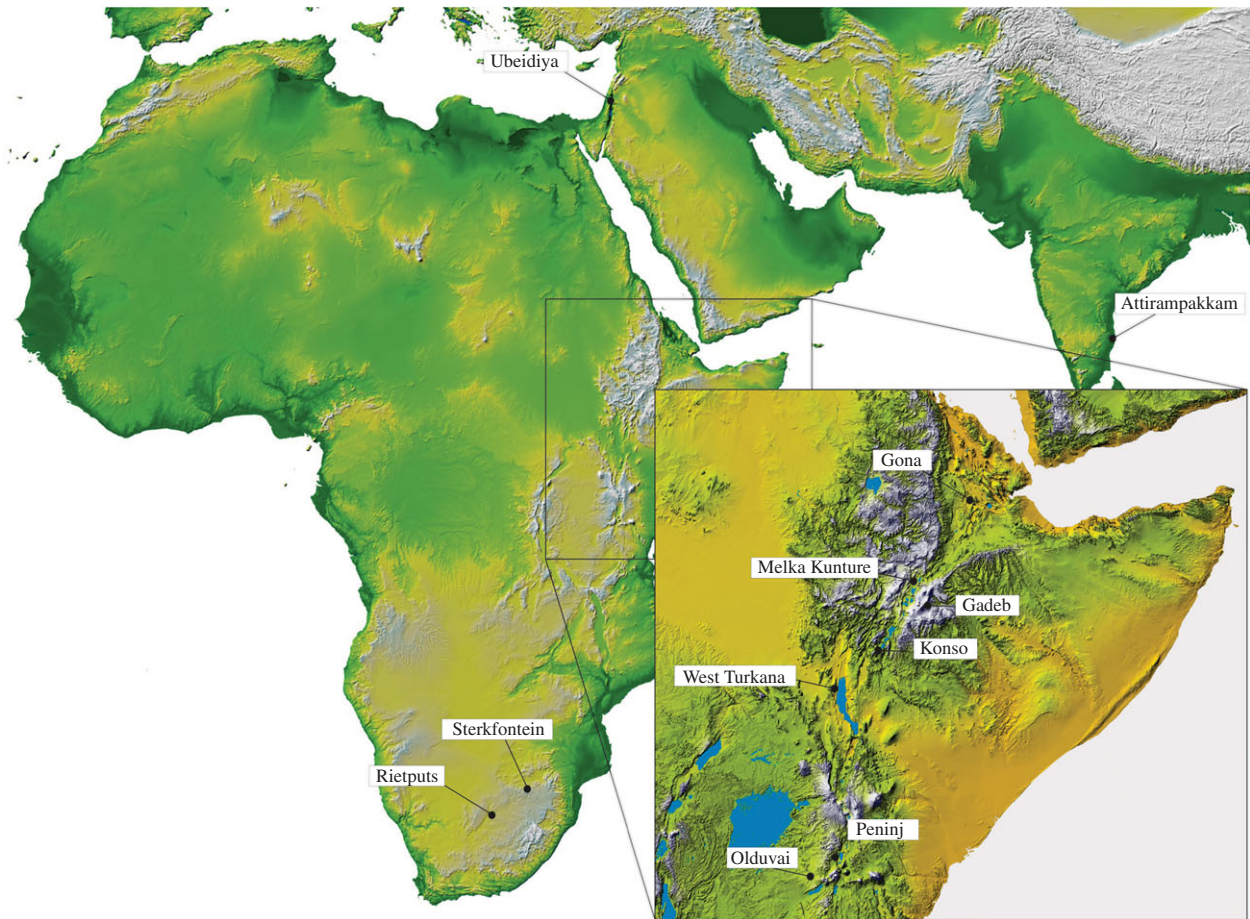 Ubeidiya
Attirampakkam
Gona
Melka Kunture
Gadeb
Konso
West Turkana
Sterkfontein
Rietputs
Peninj
Olduvai